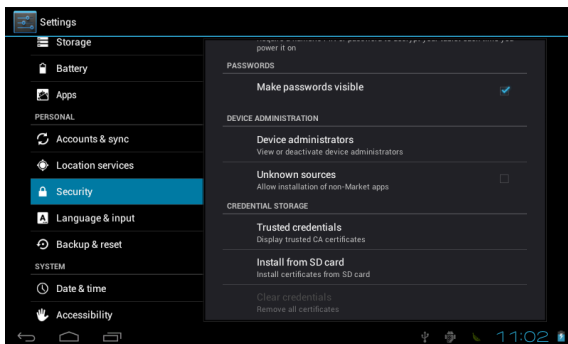 Settings
Storage
Battery
Apps
PERSONAL
Accounts & sync
Location services
Security
Language & input
Backup & reset
SYSTEM
Date & time
Accessibility
power it on
PASSWORDS
Make passwords visible
DEVICE ADMINISTRATION
Device administrators
View or deactivate device administrators
Unknown sources
Allow installation of non-Market apps
CREDENTIAL STORAGE
Trusted credentials
Display trusted CA certificates
Install from SD card
Install certificates from SD card
Clear credentials
Remove all certificates
11:02